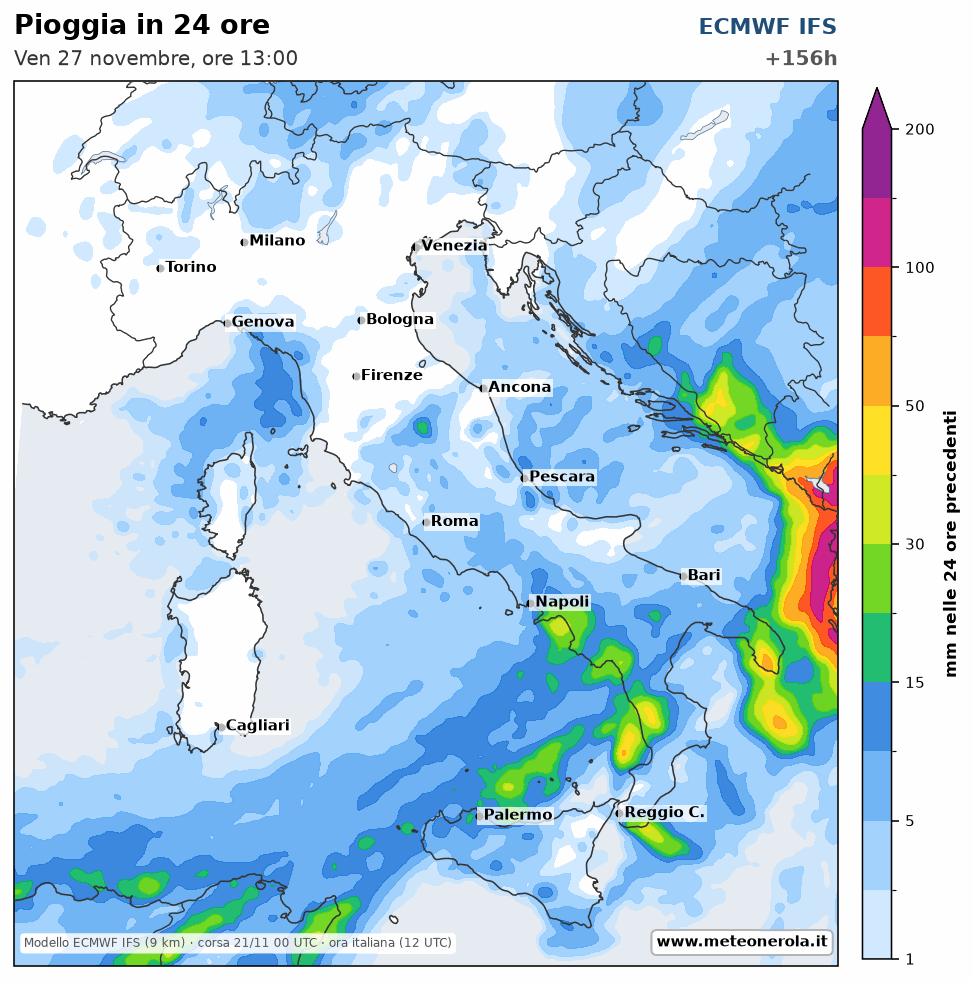 Pioggia in 24 ore
ECMWF IFS
Ven 27 novembre, ore 13:00
+156h
200
100
50
30
15
5
1
mm nelle 24 ore precedenti
Milano
Venezia
Torino
Genova
Bologna
Firenze
Ancona
Pescara
Roma
Bari
Napoli
Cagliari
Palermo
Reggio C.
Modello ECMWF IFS (9 km) · corsa 21/11 00 UTC · ora italiana (12 UTC)
www.meteonerola.it